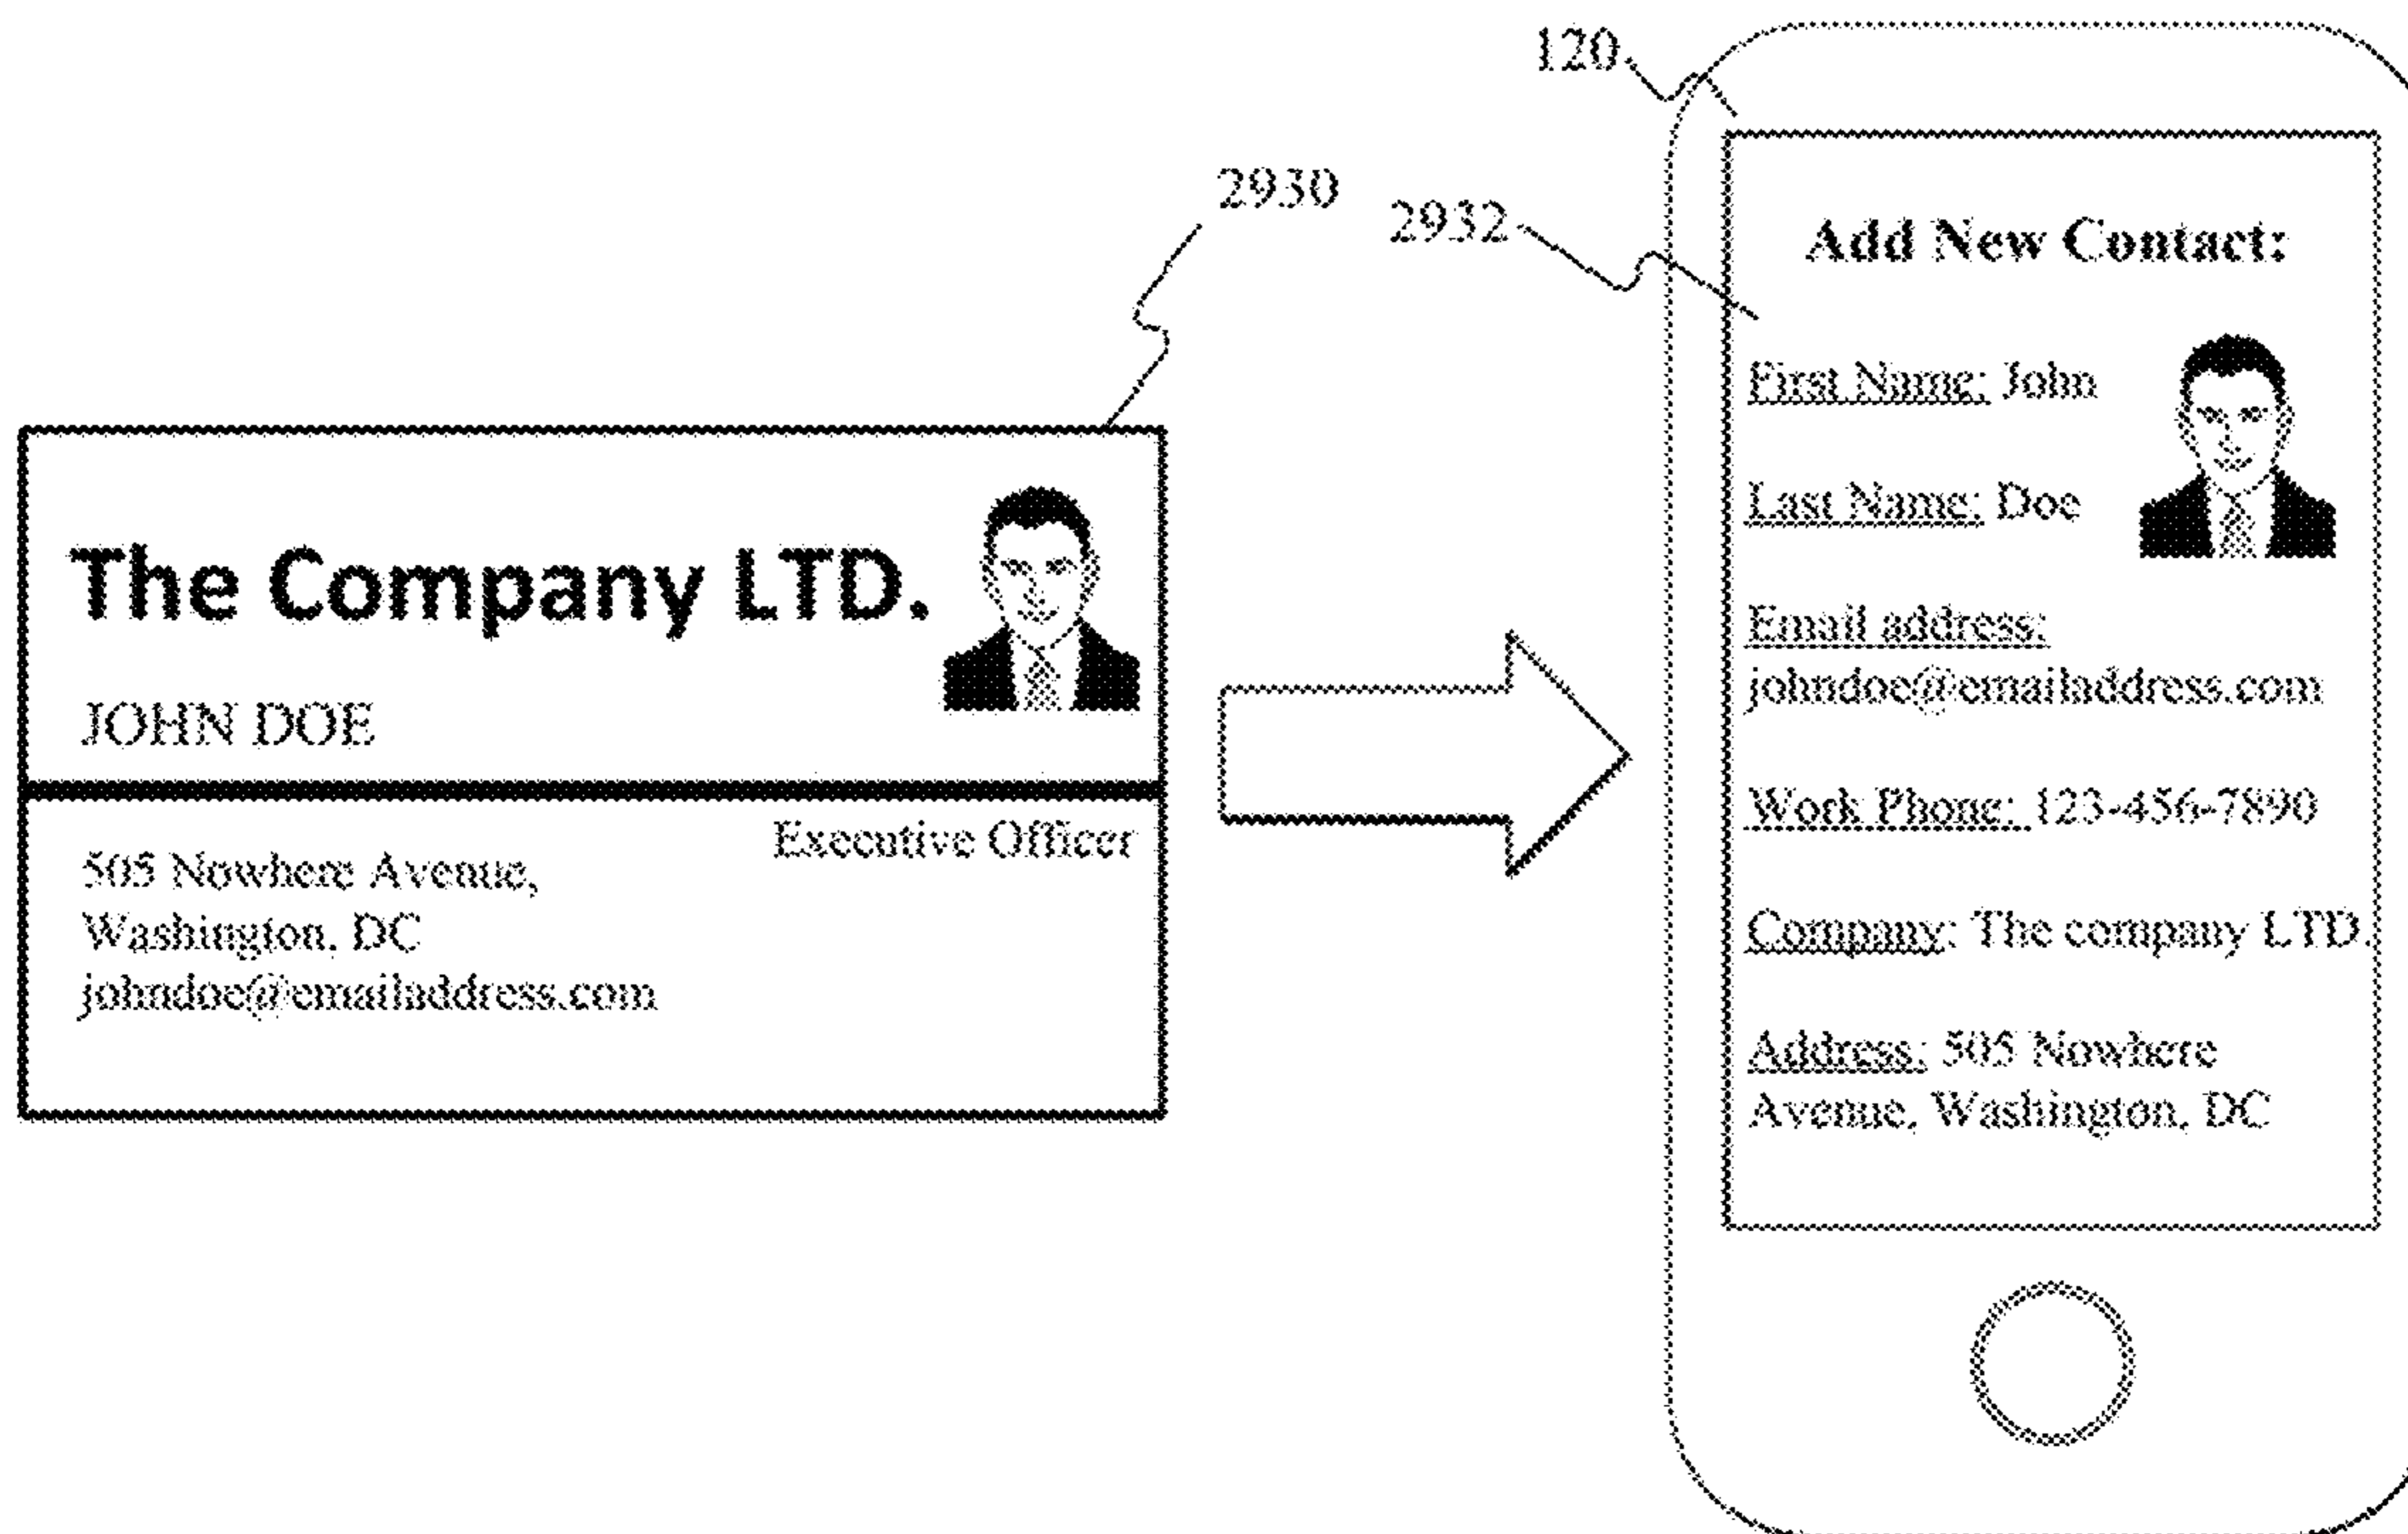 120
2930
2932
The Company LTD.
JOHN DOE
Executive Officer
505 Nowhere Avenue,
Washington, DC
johndoe@emailaddress.com
Add New Contact:
First Name: John
Last Name: Doe
Email address:
johndoe@emailaddress.com
Work Phone: 123-456-7890
Company: The company LTD.
Address: 505 Nowhere
Avenue, Washington, DC